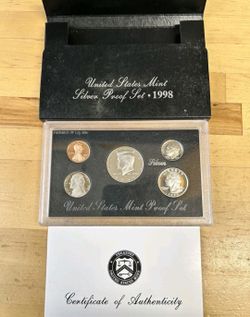 United States Mint
Silver Proof Set · 1998
Silver
United States Mint Proof Set
Certificate of Authenticity